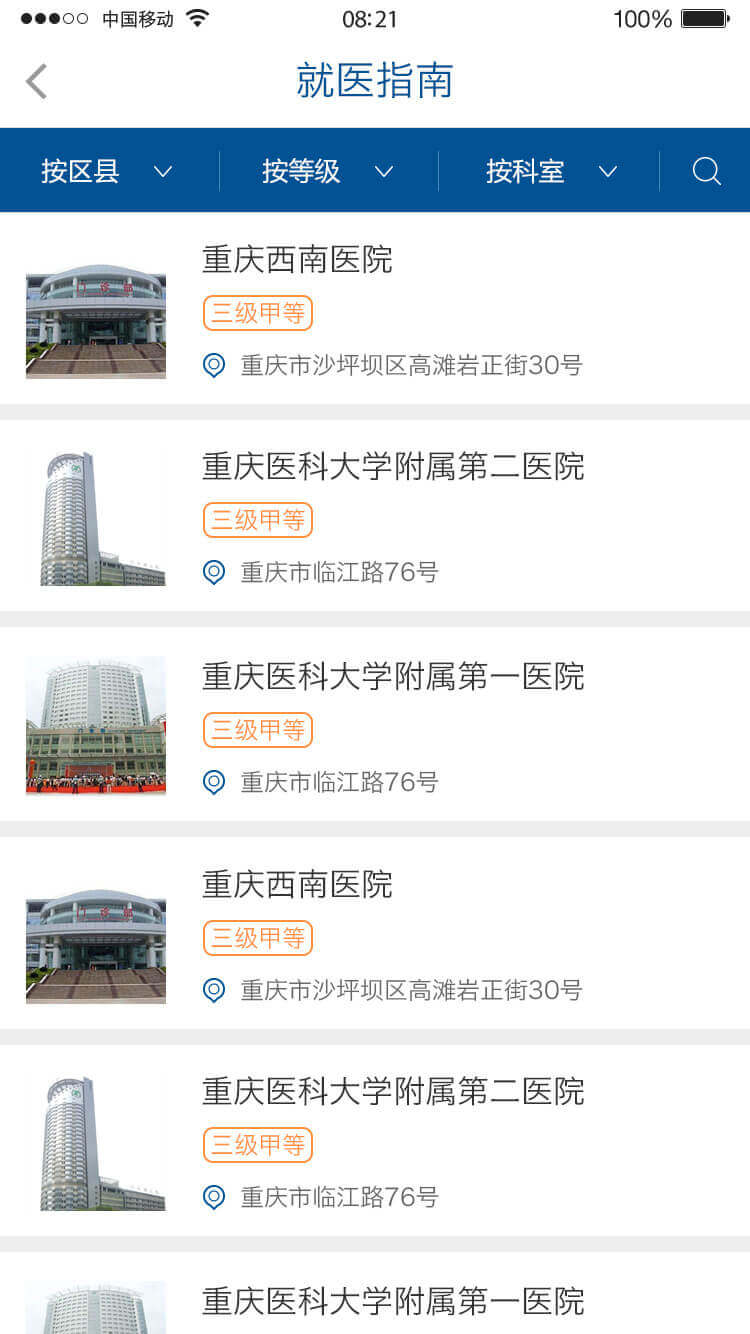 中国移动 08:21 100%
就医指南
按区县 按等级 按科室
重庆西南医院
三级甲等
重庆市沙坪坝区高滩岩正街30号
重庆医科大学附属第二医院
三级甲等
重庆市临江路76号
重庆医科大学附属第一医院
三级甲等
重庆市临江路76号
重庆西南医院
三级甲等
重庆市沙坪坝区高滩岩正街30号
重庆医科大学附属第二医院
三级甲等
重庆市临江路76号
重庆医科大学附属第一医院